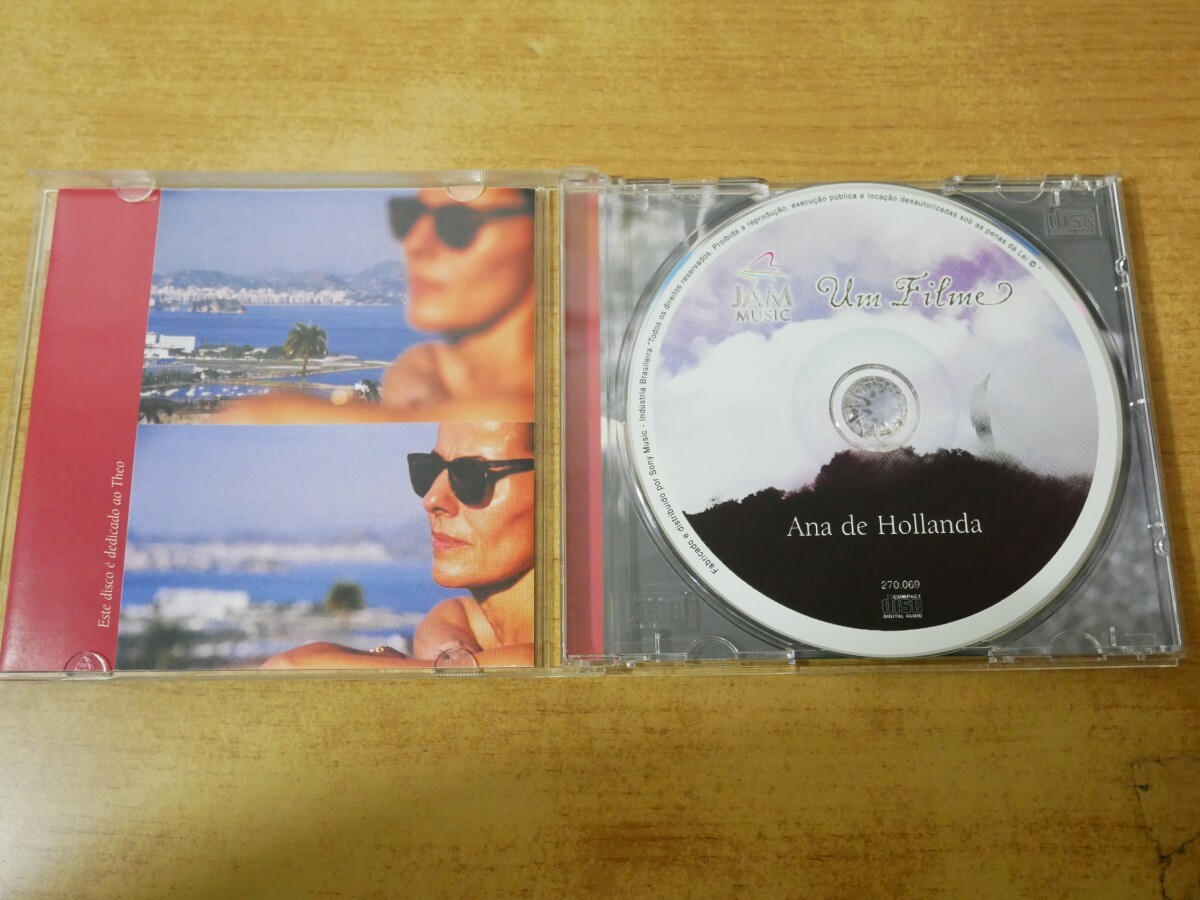 Este disco é dedicado ao Theo
Fabricado e distribuído por Sony Music - Indústria Brasileira "Todos os direitos reservados. Proibida a reprodução, execução pública e locação desautorizadas sob as penas da Lei ©."
JAM
MUSIC
Um Filme
Ana de Hollanda
270.069
COMPACT
disc
DIGITAL AUDIO
disc